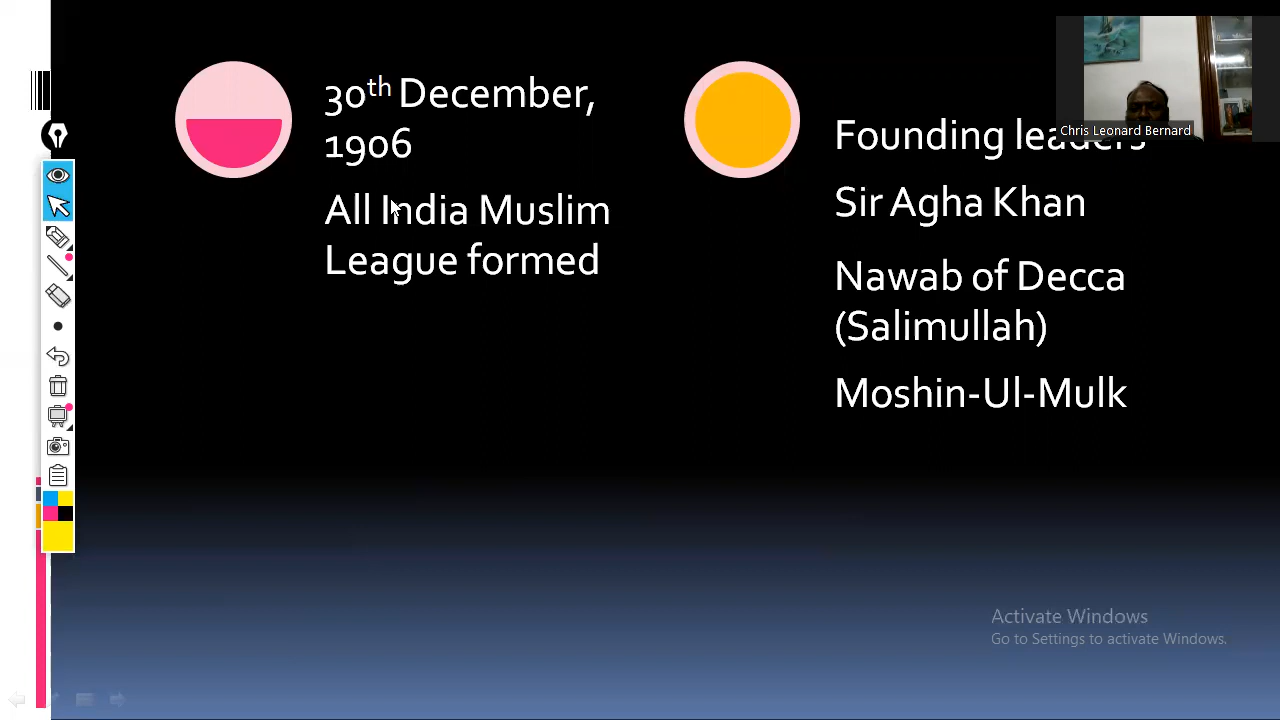 30th December,
1906
All India Muslim
League formed
Founding leaders
Sir Agha Khan
Nawab of Decca
(Salimullah)
Moshin-Ul-Mulk
Chris Leonard Bernard
Activate Windows
Go to Settings to activate Windows.